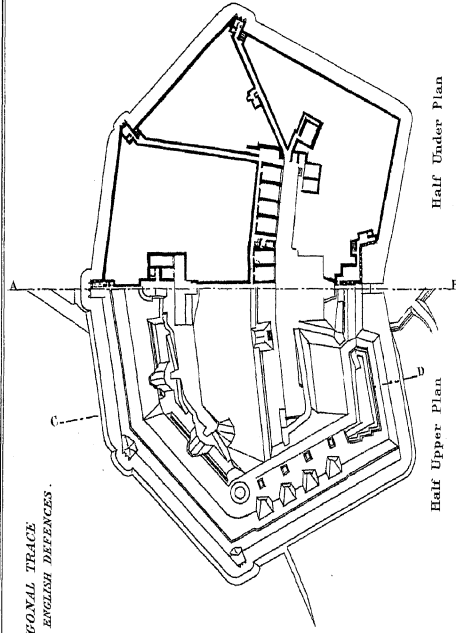 GONAL TRACE
ENGLISH DEFENCES.
Half Under Plan
Half Upper Plan
A
B
C
D